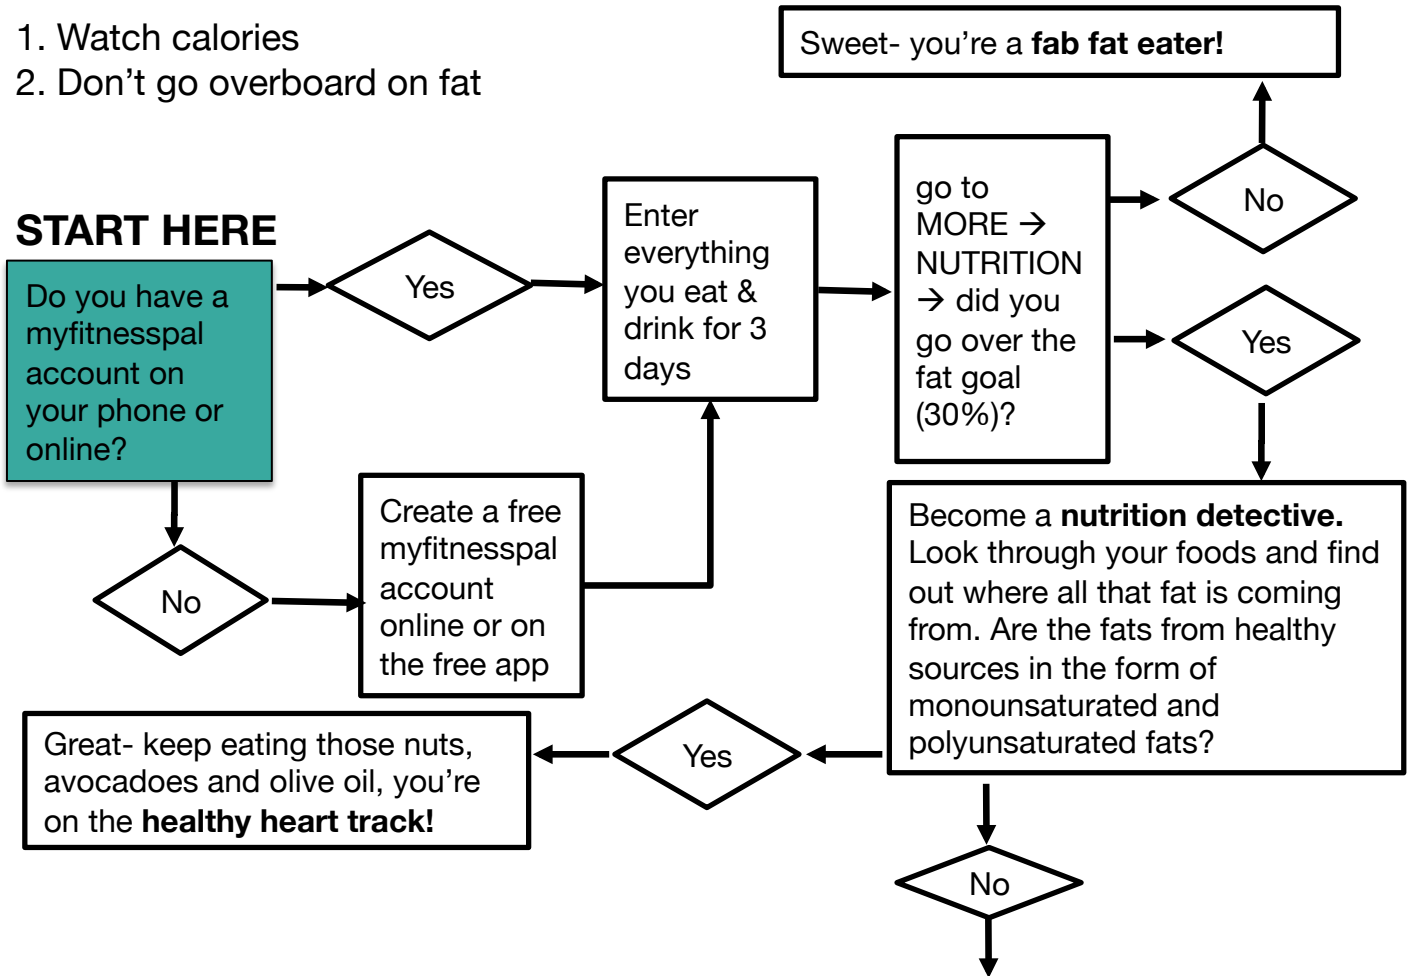 1. Watch calories
2. Don't go overboard on fat
START HERE
Do you have a
myfitnesspal
account on
your phone or
online?
Yes
No
Create a free
myfitnesspal
account
online or on
the free app
Enter
everything
you eat &
drink for 3
days
go to
MORE →
NUTRITION
→ did you
go over the
fat goal
(30%)?
No
Sweet- you're a fab fat eater!
Yes
Become a nutrition detective.
Look through your foods and find
out where all that fat is coming
from. Are the fats from healthy
sources in the form of
monounsaturated and
polyunsaturated fats?
Yes
Great- keep eating those nuts,
avocadoes and olive oil, you're
on the healthy heart track!
No